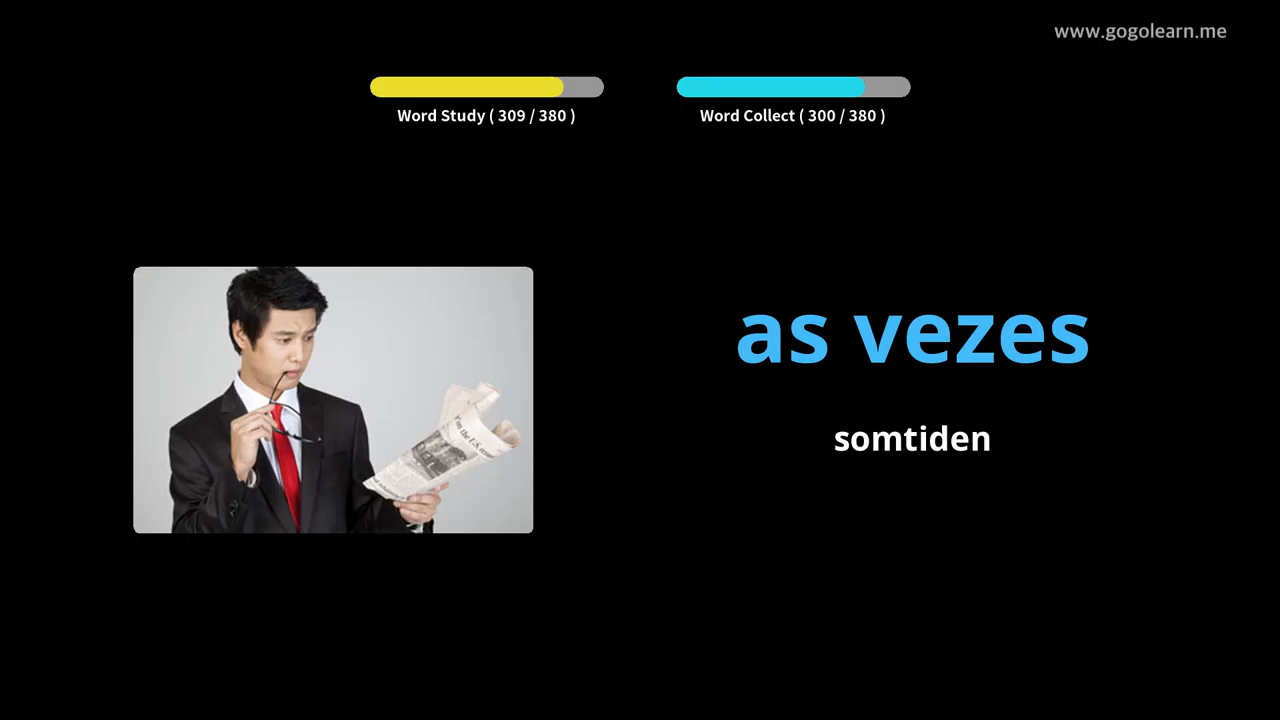 www.gogolearn.me
Word Study ( 309 / 380 )
Word Collect ( 300 / 380 )
as vezes
somtiden